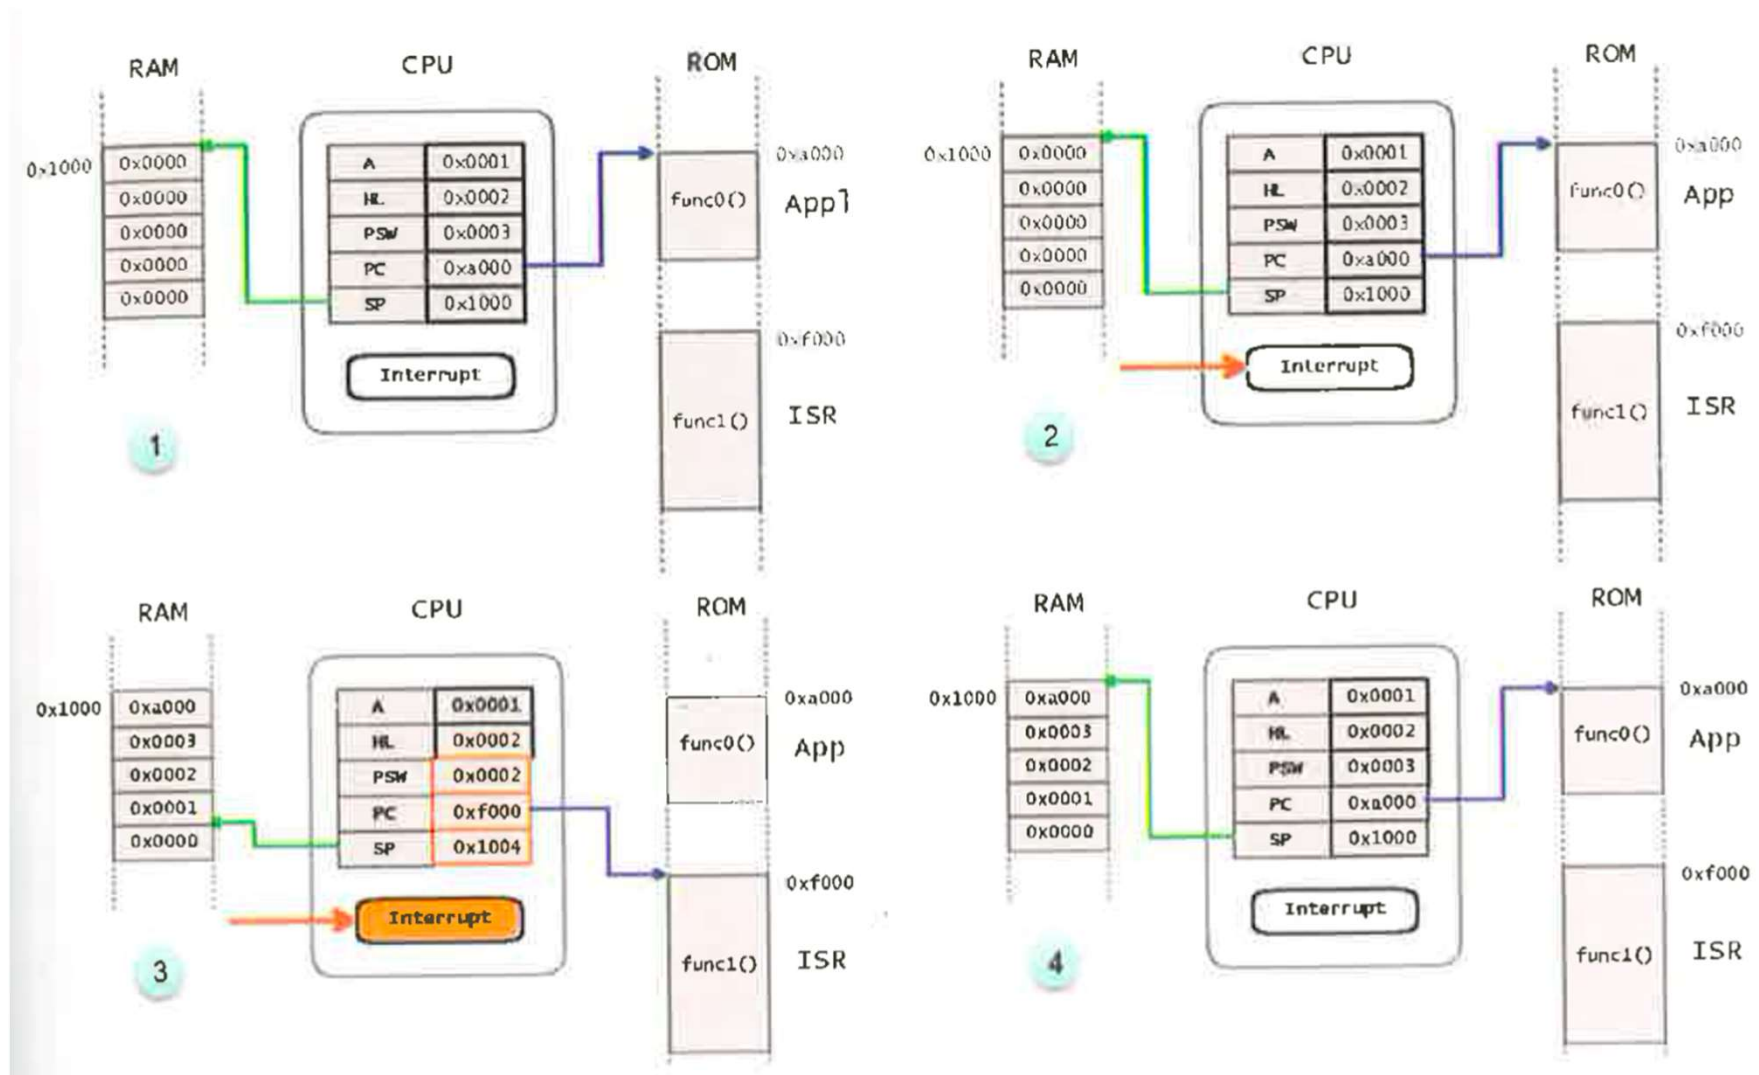 RAM
CPU
ROM
0x1000
0x0000
0x0000
0x0000
0x0000
0x0000
A 0x0001
HL 0x0002
PSW 0x0003
PC 0xa000
SP 0x1000
Interrupt
func0()
0xa000
Appl
0xf000
func1()
ISR
1
RAM
CPU
ROM
0x1000
0x0000
0x0000
0x0000
0x0000
0x0000
A 0x0001
HL 0x0002
PSW 0x0003
PC 0xa000
SP 0x1000
Interrupt
func0()
0xa000
App
0xf000
func1()
ISR
2
RAM
CPU
ROM
0x1000
0xa000
0x0003
0x0002
0x0001
0x0000
A 0x0001
HL 0x0002
PSW 0x0002
PC 0xf000
SP 0x1004
Interrupt
func0()
0xa000
App
0xf000
func1()
ISR
3
RAM
CPU
ROM
0x1000
0xa000
0x0003
0x0002
0x0001
0x0000
A 0x0001
HL 0x0002
PSW 0x0003
PC 0xa000
SP 0x1000
Interrupt
func0()
0xa000
App
0xf000
func1()
ISR
4